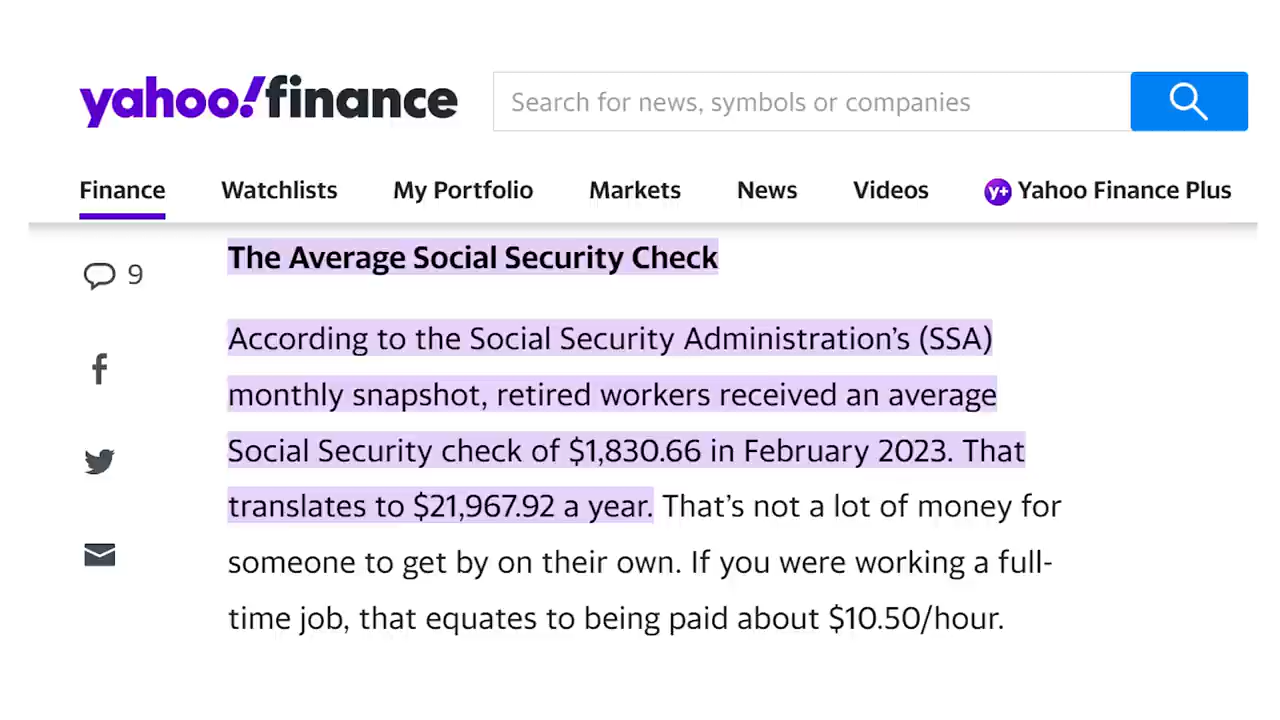 yahoo!finance
Search for news, symbols or companies
Finance Watchlists My Portfolio Markets News Videos y+ Yahoo Finance Plus
The Average Social Security Check
9
According to the Social Security Administration’s (SSA)
monthly snapshot, retired workers received an average
Social Security check of $1,830.66 in February 2023. That
translates to $21,967.92 a year. That’s not a lot of money for
someone to get by on their own. If you were working a full-
time job, that equates to being paid about $10.50/hour.